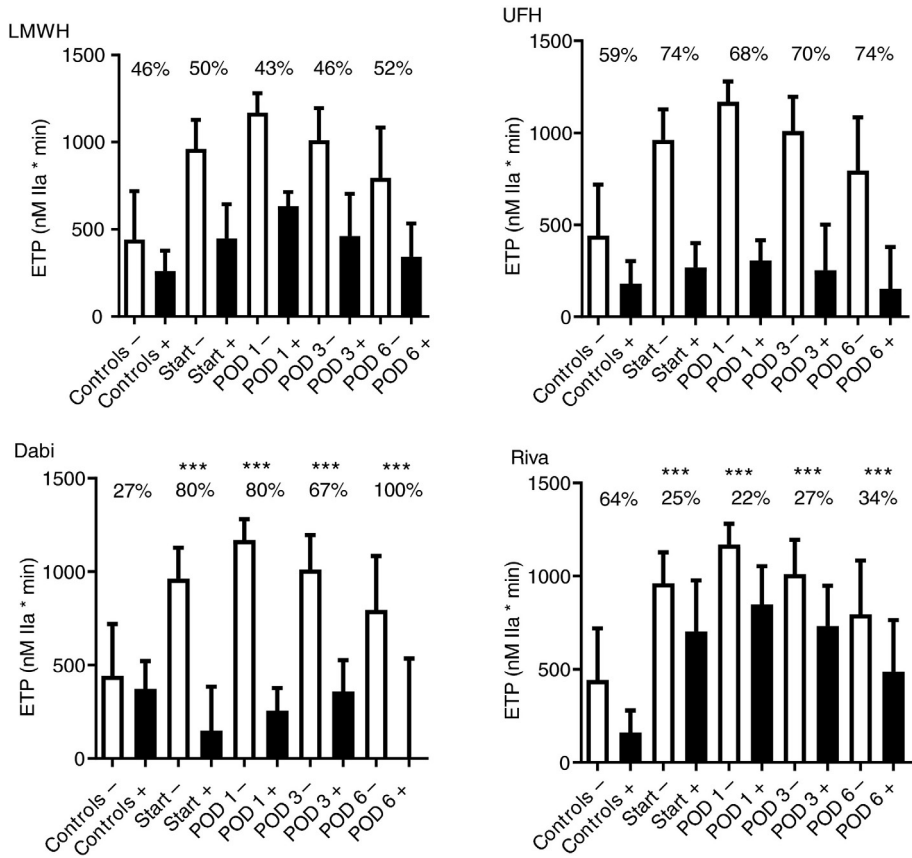 LMWH
46% 50% 43% 46% 52%
1500
1000
500
0
ETP (nM IIa * min)
Controls – Controls + Start – Start + POD 1 – POD 1 + POD 3 – POD 3 + POD 6 – POD 6 +
UFH
59% 74% 68% 70% 74%
1500
1000
500
0
ETP (nM IIa * min)
Controls – Controls + Start – Start + POD 1 – POD 1 + POD 3 – POD 3 + POD 6 – POD 6 +
Dabi
*** *** *** ***
27% 80% 80% 67% 100%
1500
1000
500
0
ETP (nM IIa * min)
Controls – Controls + Start – Start + POD 1 – POD 1 + POD 3 – POD 3 + POD 6 – POD 6 +
Riva
*** *** *** ***
64% 25% 22% 27% 34%
1500
1000
500
0
ETP (nM IIa * min)
Controls – Controls + Start – Start + POD 1 – POD 1 + POD 3 – POD 3 + POD 6 – POD 6 +